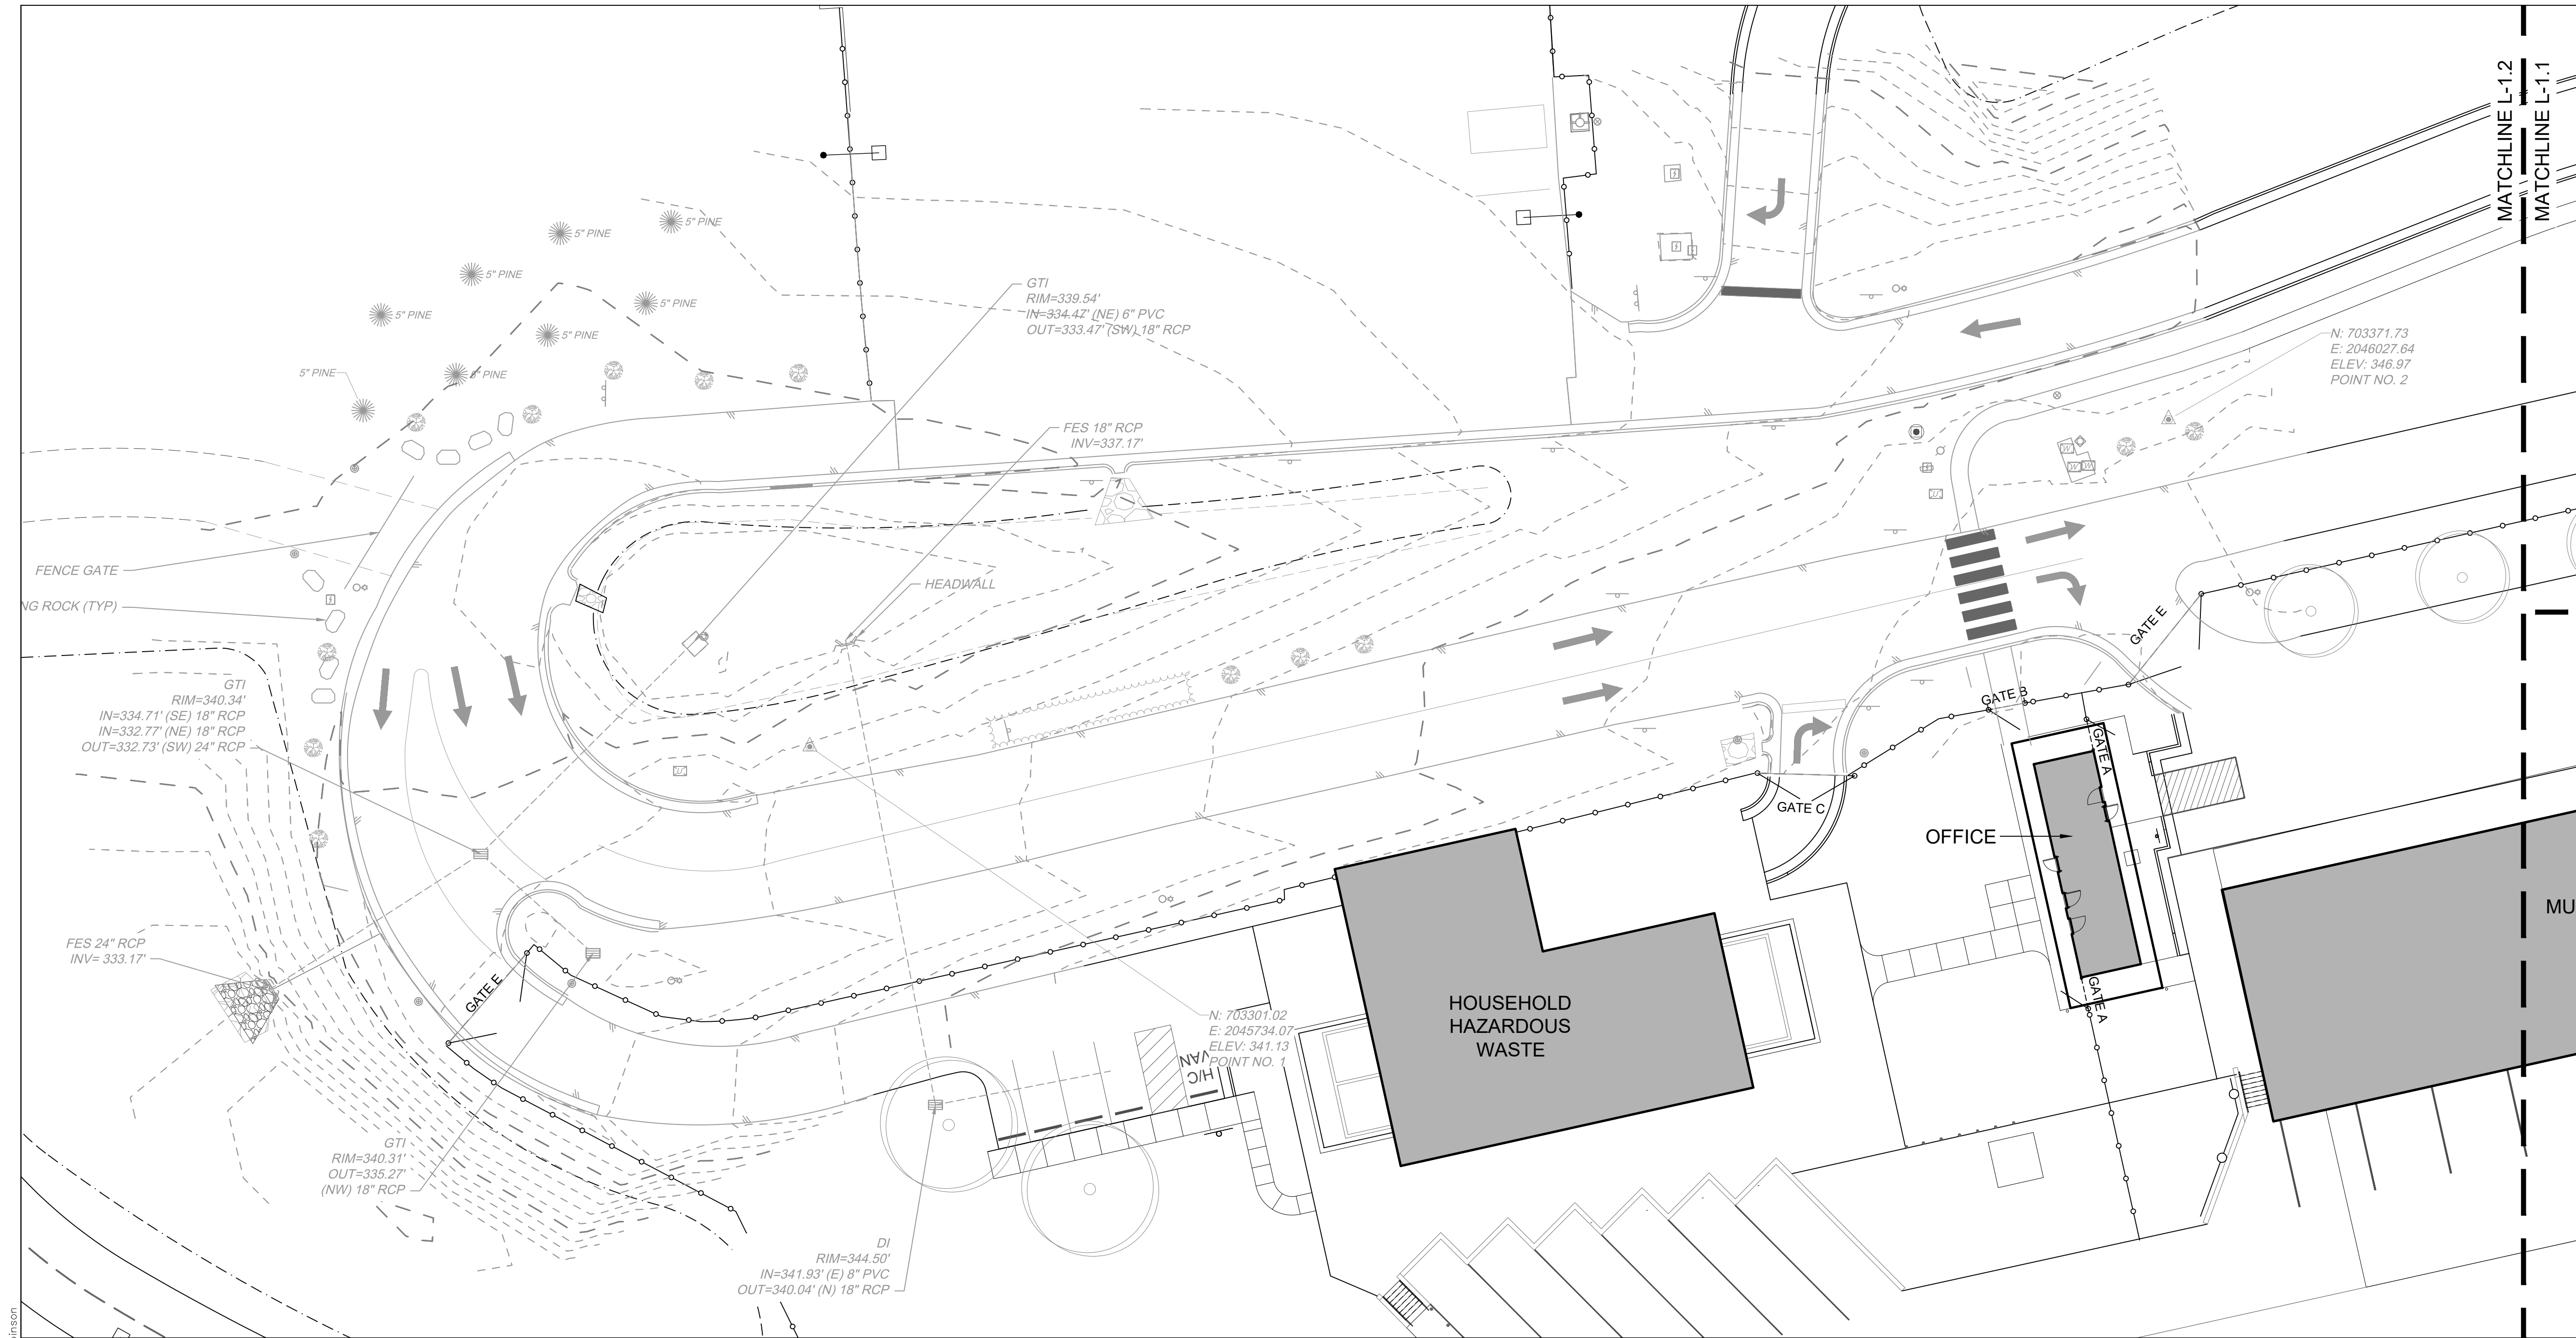 MATCHLINE L-1.2
MATCHLINE L-1.1
5" PINE
5" PINE
5" PINE
5" PINE
5" PINE
5" PINE
5" PINE
5" PINE
GTI
RIM=339.54'
IN=334.47' (NE) 6" PVC
OUT=333.47' (SW) 18" RCP
N: 703371.73
E: 2046027.64
ELEV: 346.97
POINT NO. 2
FES 18" RCP
INV=337.17'
FENCE GATE
NG ROCK (TYP)
HEADWALL
GATE E
GTI
RIM=340.34'
IN=334.71' (SE) 18" RCP
IN=332.77' (NE) 18" RCP
OUT=332.73' (SW) 24" RCP
GATE B
GATE A
GATE C
OFFICE
MU
FES 24" RCP
INV= 333.17'
GATE E
GATE A
HOUSEHOLD
HAZARDOUS
WASTE
N: 703301.02
E: 2045734.07
ELEV: 341.13
POINT NO. 1
H/C
VAN
GTI
RIM=340.31'
OUT=335.27'
(NW) 18" RCP
DI
RIM=344.50'
IN=341.93' (E) 8" PVC
OUT=340.04' (N) 18" RCP
inson